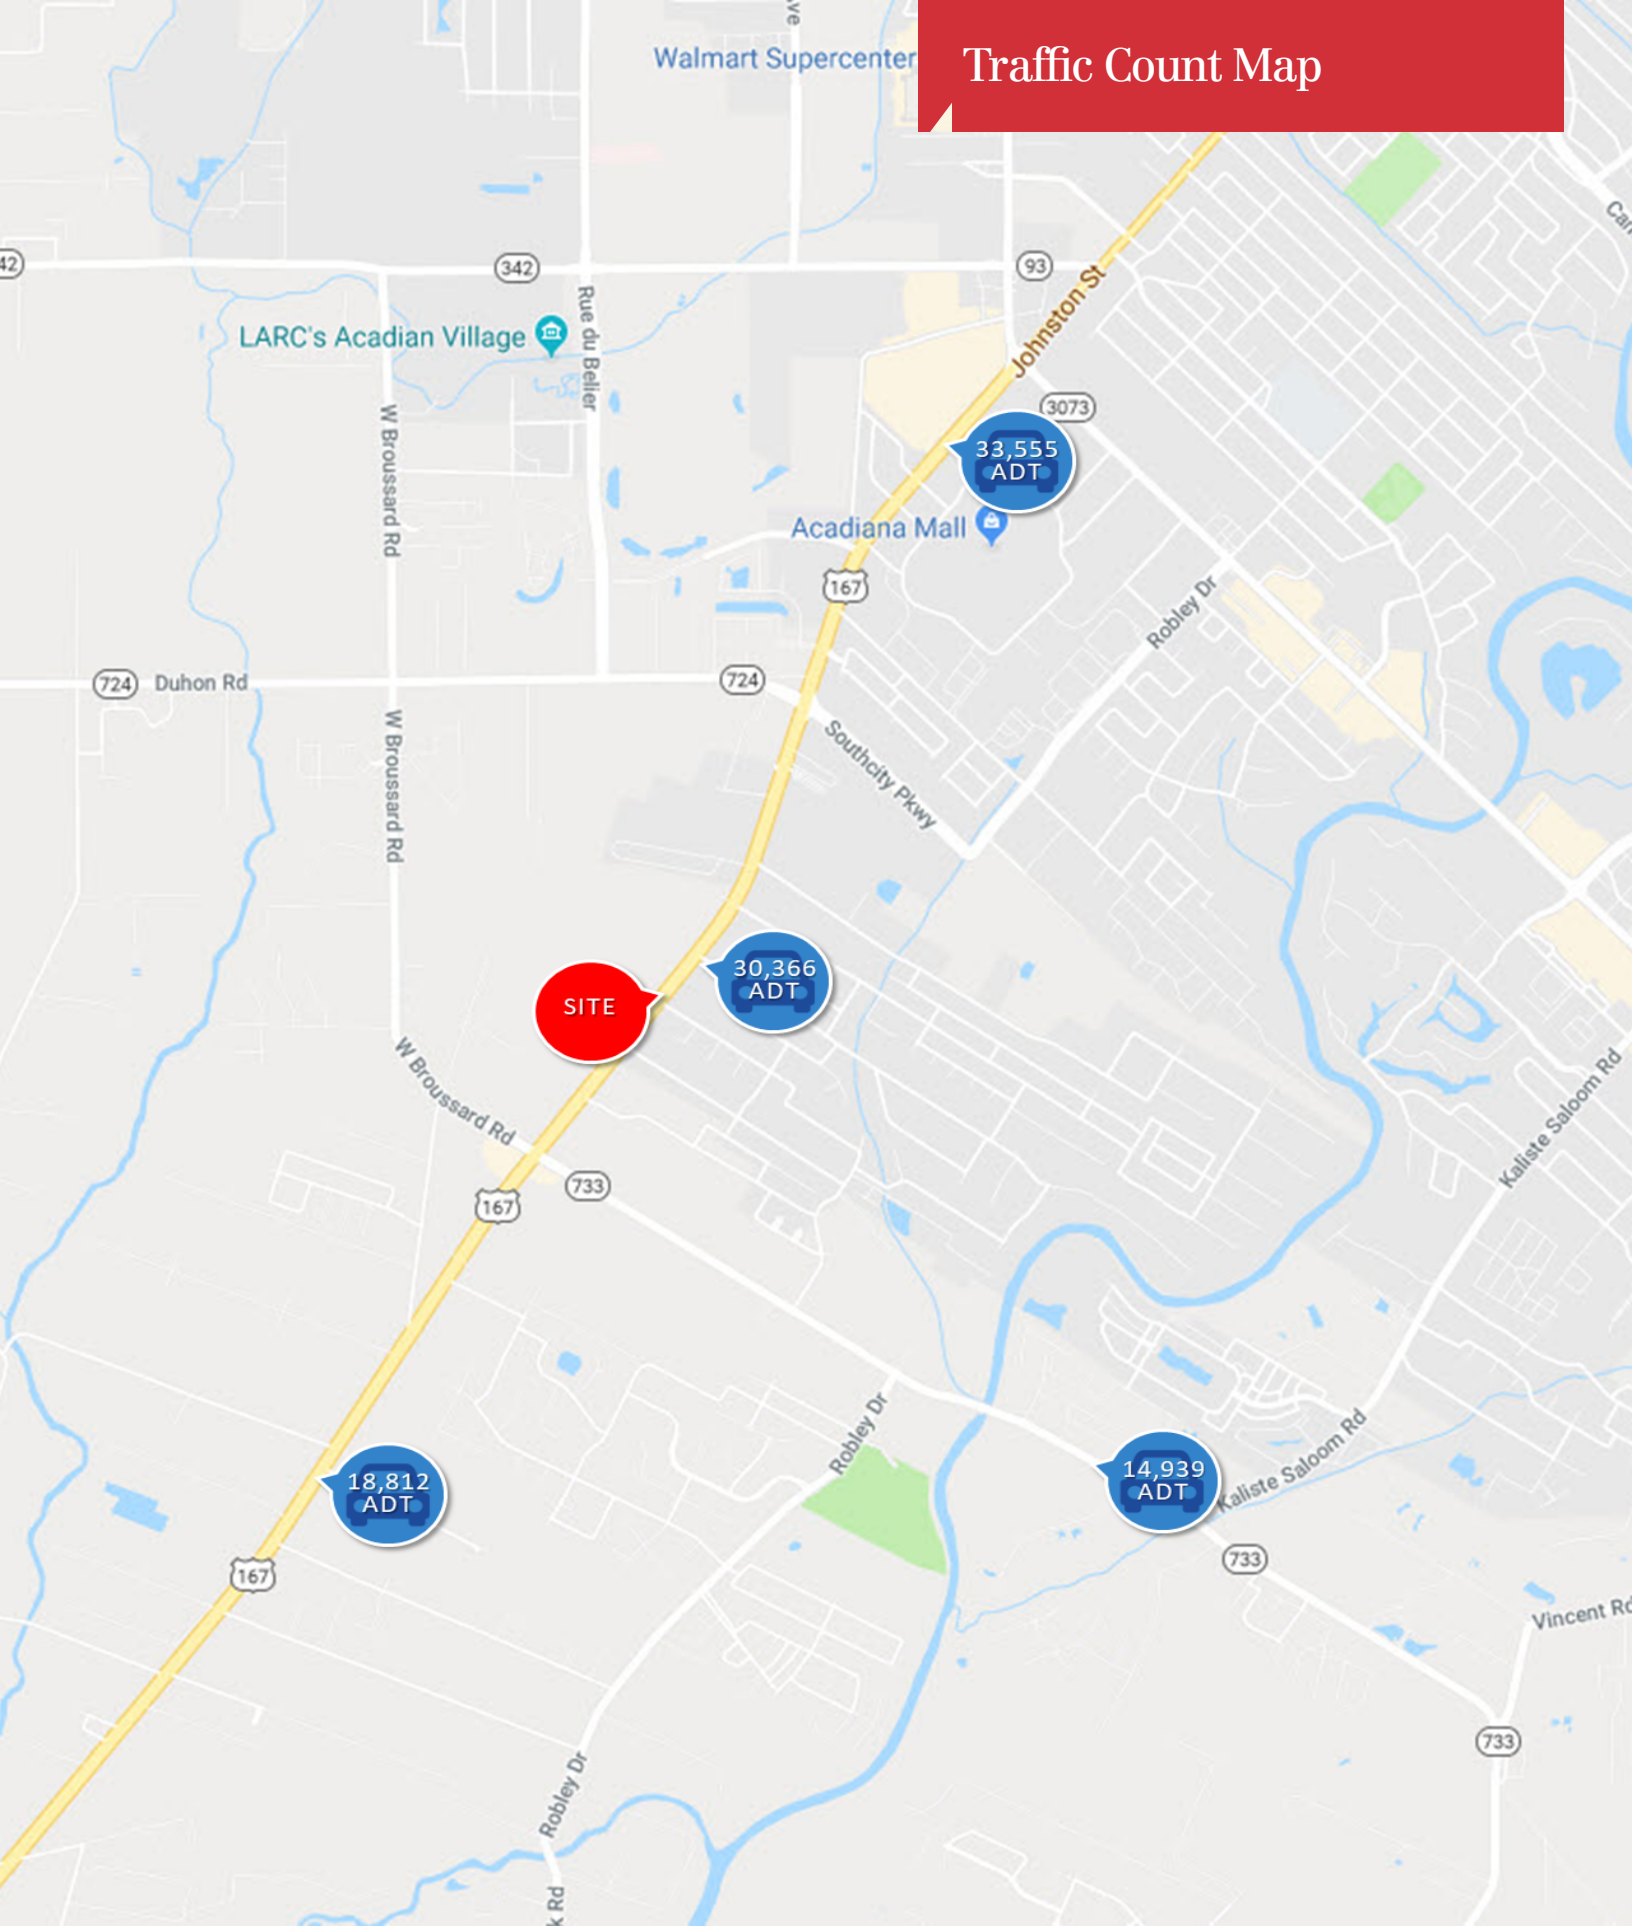 Walmart Supercenter
Traffic Count Map
342
93
Johnston St
LARC's Acadian Village
Rue du Belier
3073
W Broussard Rd
33,555
ADT
Acadiana Mall
167
Robley Dr
724
Duhon Rd
724
W Broussard Rd
Southcity Pkwy
30,366
ADT
SITE
W Broussard Rd
Kaliste Saloom Rd
733
167
Robley Dr
Kaliste Saloom Rd
14,939
ADT
18,812
ADT
733
167
Vincent Rd
733
Robley Dr
Rd